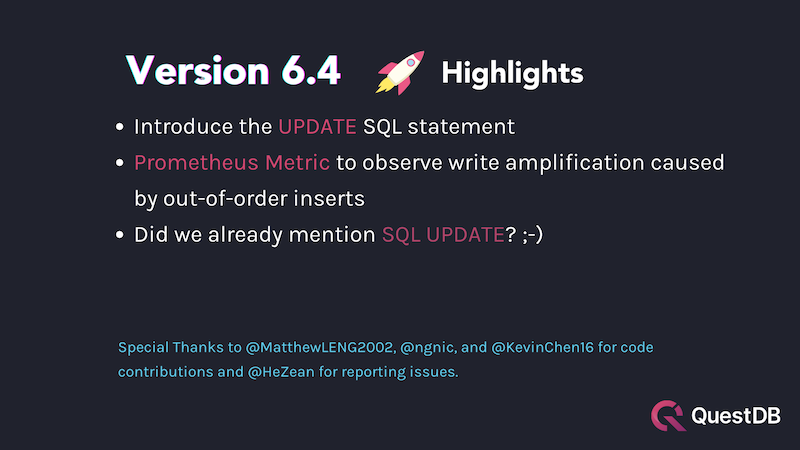 Version 6.4 Highlights
• Introduce the UPDATE SQL statement
• Prometheus Metric to observe write amplification caused
by out-of-order inserts
• Did we already mention SQL UPDATE? ;-)
Special Thanks to @MatthewLENG2002, @ngnic, and @KevinChen16 for code
contributions and @HeZean for reporting issues.
QuestDB